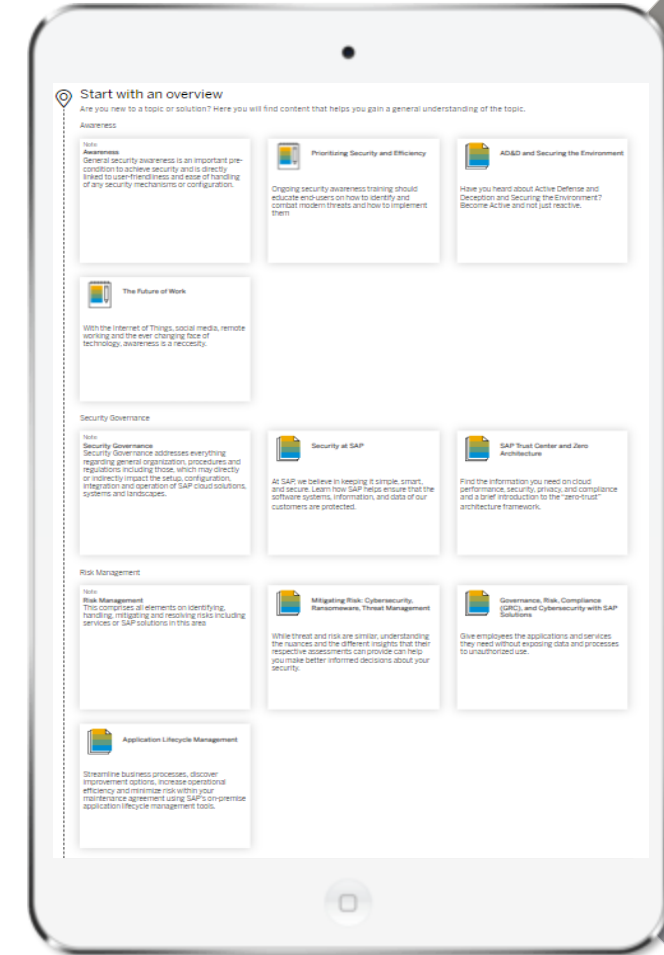 Start with an overview
Are you new to a topic or solution? Here you will find content that helps you gain a general understanding of the topic.
Awareness
Note
Awareness
General security awareness is an important pre-
condition to achieve security and is directly
linked to user-friendliness and ease of handling
of any security mechanisms or configuration.
Prioritizing Security and Efficiency
Ongoing security awareness training should
educate end-users on how to identify and
combat modern threats and how to implement
them
AD&D and Securing the Environment
Have you heard about Active Defense and
Deception and Securing the Environment?
Become Active and not just reactive.
The Future of Work
With the Internet of Things, social media, remote
working and the ever changing face of
technology, awareness is a neccesity.
Security Governance
Note
Security Governance
Security Governance addresses everything
regarding general organization, procedures and
regulations including those, which may directly
or indirectly impact the setup, configuration,
integration and operation of SAP cloud solutions,
systems and landscapes.
Security at SAP
At SAP, we believe in keeping it simple, smart,
and secure. Learn how SAP helps ensure that the
software systems, information, and data of our
customers are protected.
SAP Trust Center and Zero
Architecture
Find the information you need on cloud
performance, security, privacy, and compliance
and a brief introduction to the "zero-trust"
architecture framework.
Risk Management
Note
Risk Management
This comprises all elements on identifying,
handling, mitigating and resolving risks including
services or SAP solutions in this area
Mitigating Risk: Cybersecurity,
Ransomeware, Threat Management
While threat and risk are similar, understanding
the nuances and the different insights that their
respective assessments can provide can help
you make better informed decisions about your
security.
Governance, Risk, Compliance
(GRC), and Cybersecurity with SAP
Solutions
Give employees the applications and services
they need without exposing data and processes
to unauthorized use.
Application Lifecycle Management
Streamline business processes, discover
improvement options, increase operational
efficiency and minimize risk within your
maintenance agreement using SAP's on-premise
application lifecycle management tools.